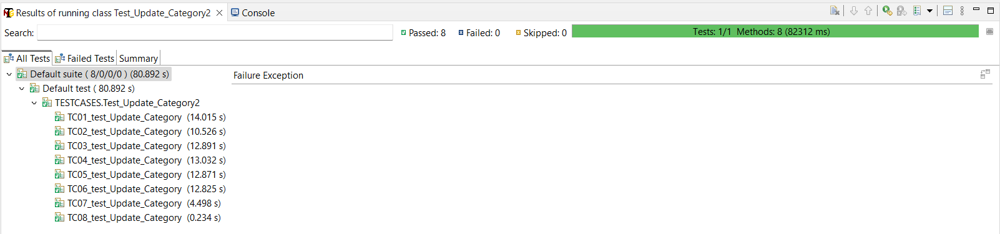 Results of running class Test_Update_Category2 Console
Search: Passed: 8 Failed: 0 Skipped: 0 Tests: 1/1 Methods: 8 (82312 ms)
All Tests Failed Tests Summary
Default suite ( 8/0/0/0 ) (80.892 s)
Failure Exception
Default test ( 80.892 s)
TESTCASES.Test_Update_Category2
TC01_test_Update_Category (14.015 s)
TC02_test_Update_Category (10.526 s)
TC03_test_Update_Category (12.891 s)
TC04_test_Update_Category (13.032 s)
TC05_test_Update_Category (12.871 s)
TC06_test_Update_Category (12.825 s)
TC07_test_Update_Category (4.498 s)
TC08_test_Update_Category (0.234 s)